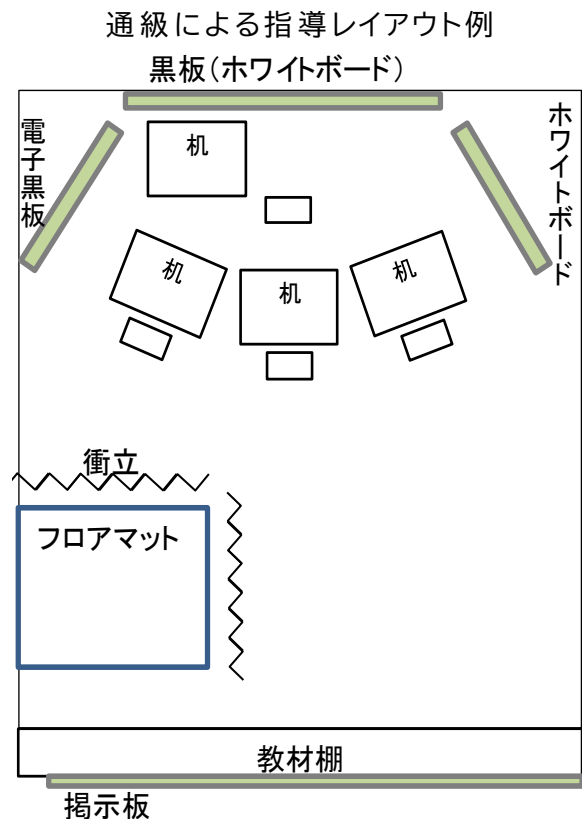 通級による指導レイアウト例
黒板（ホワイトボード）
電子黒板
ホワイトボード
机
机
机
机
衝立
フロアマット
教材棚
掲示板